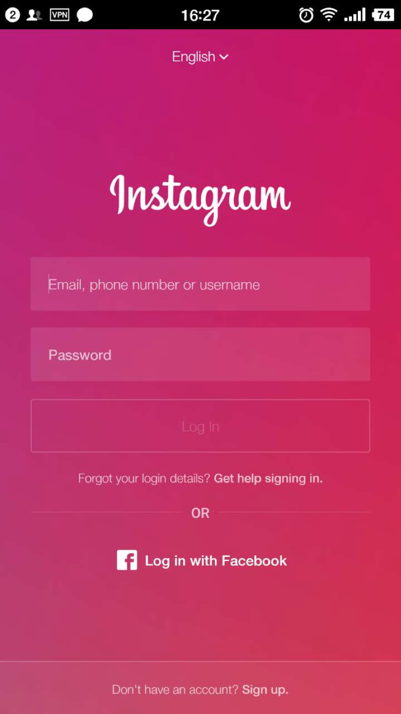 2 VPN 16:27 74
English
Instagram
Email, phone number or username
Password
Log In
Forgot your login details? Get help signing in.
OR
f Log in with Facebook
Don't have an account? Sign up.